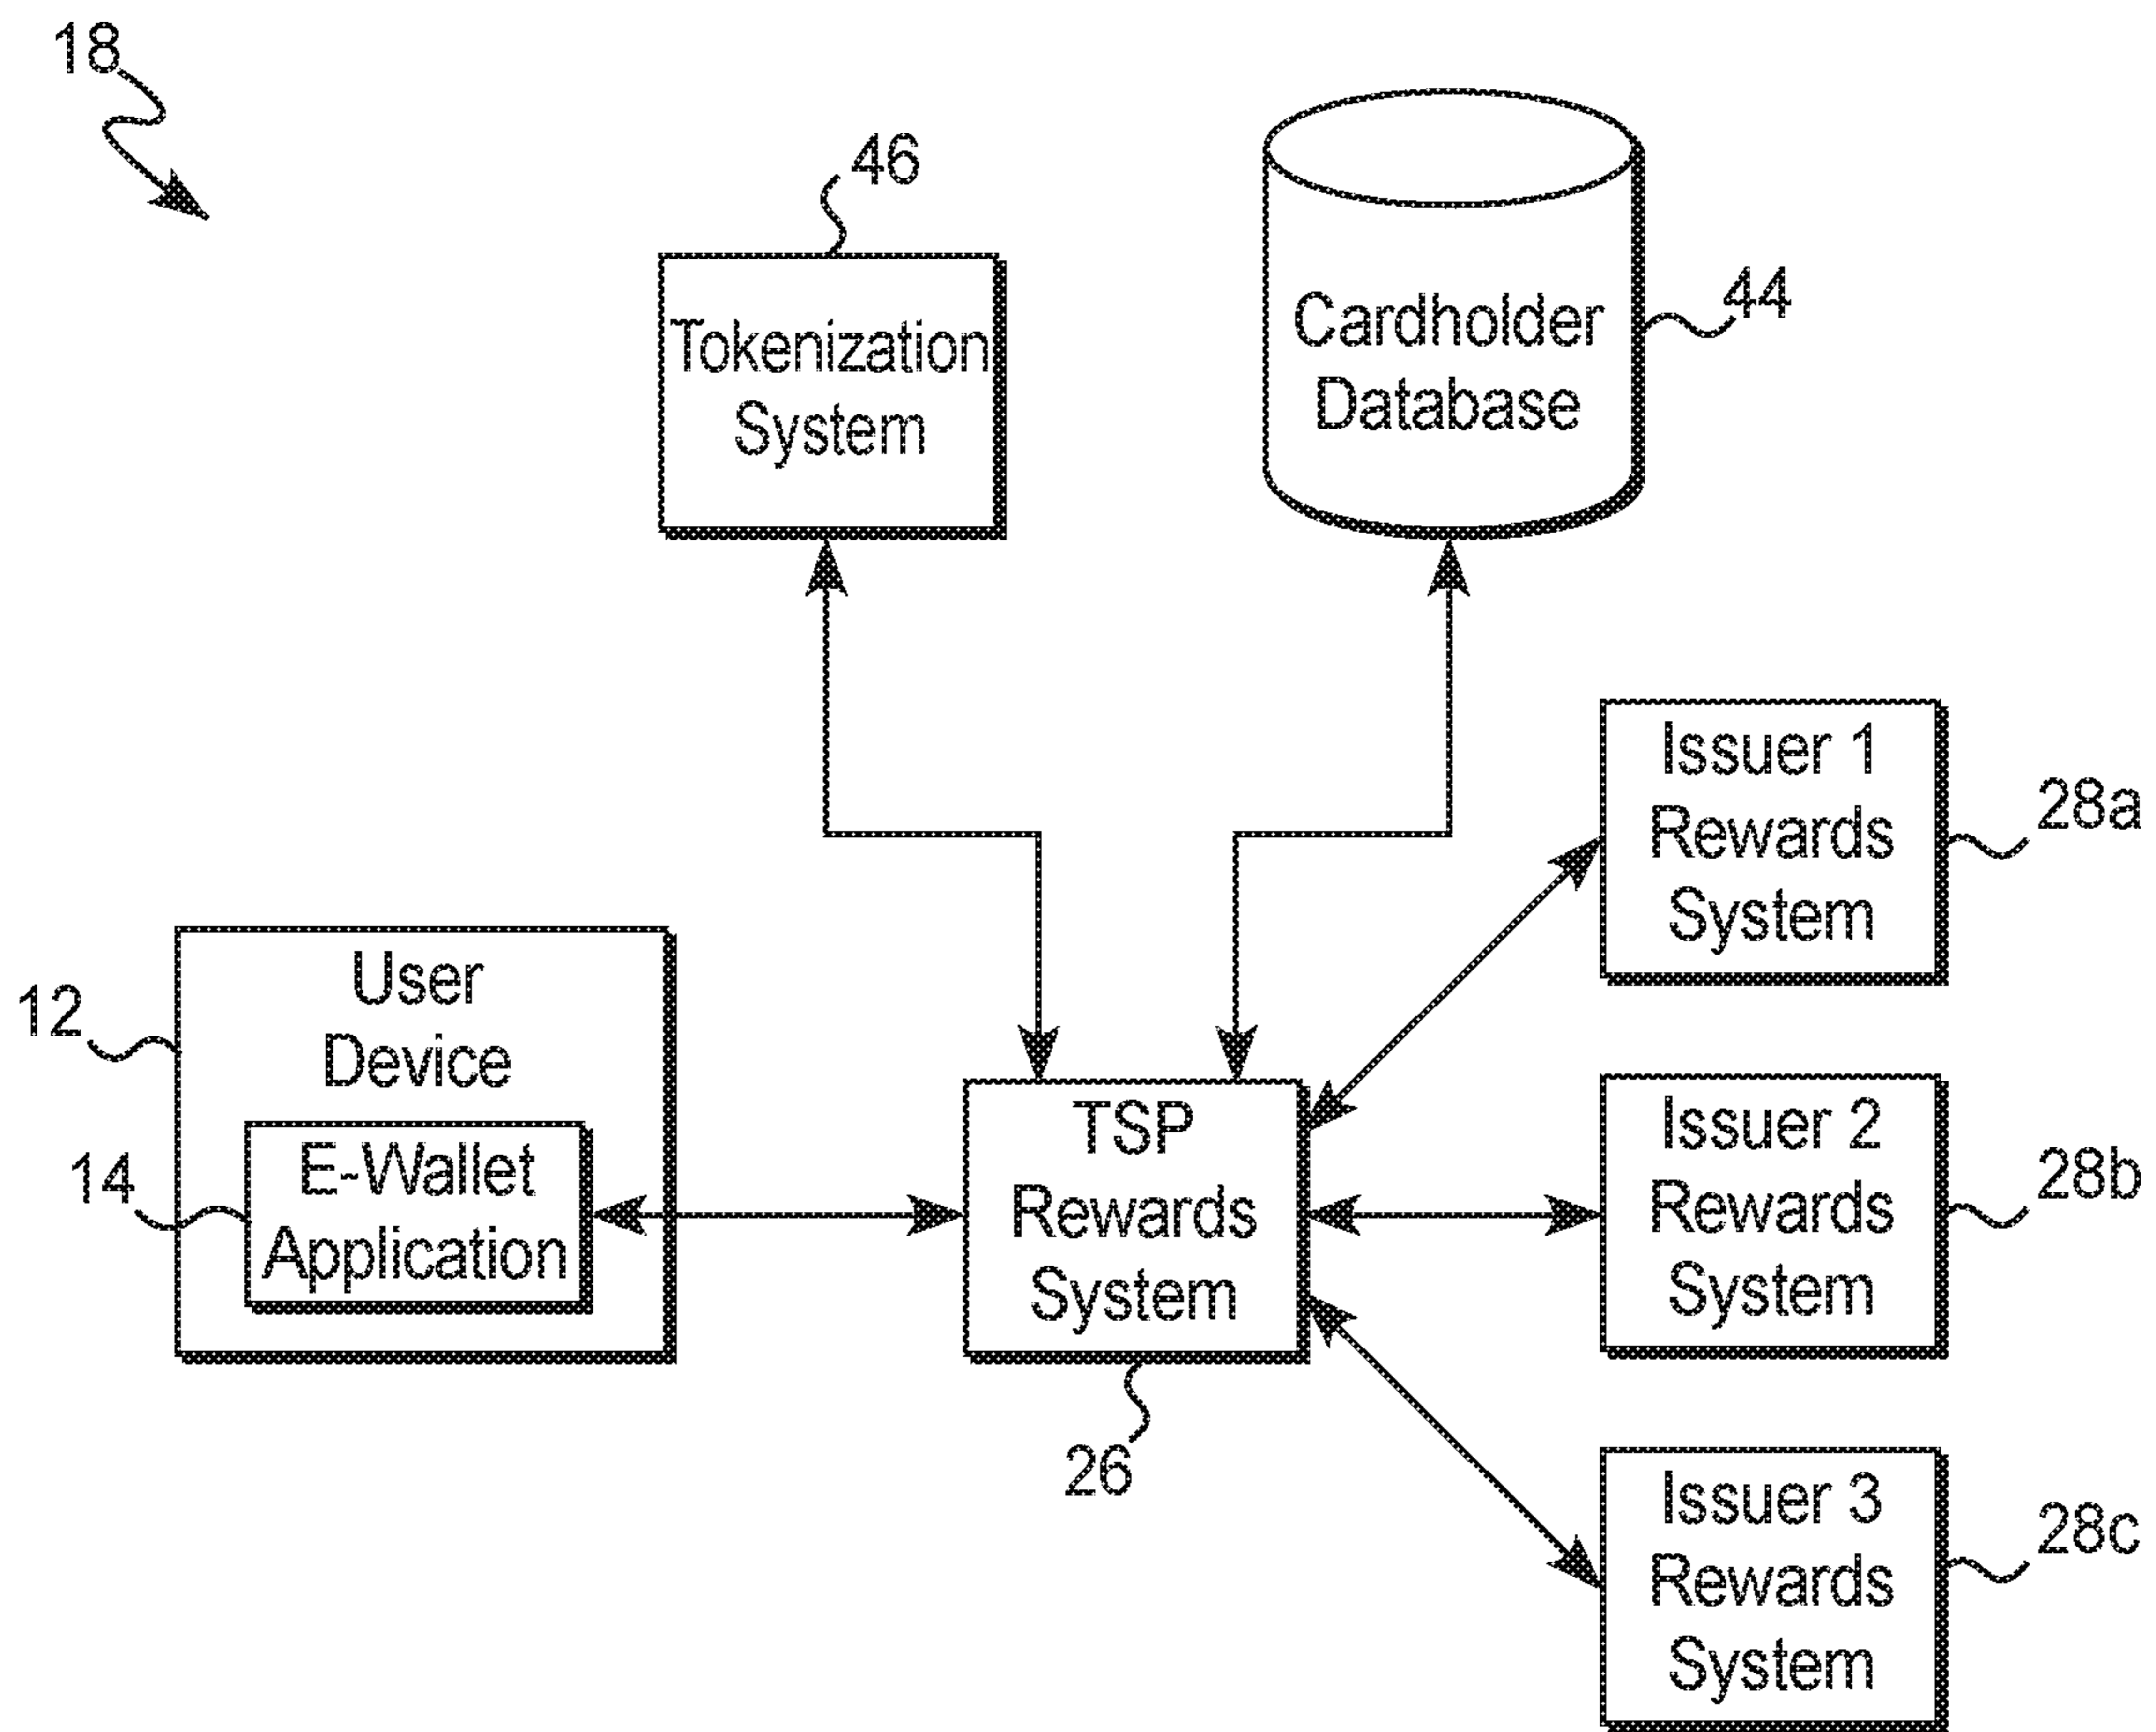 18
46
Tokenization
System
Cardholder
Database
44
Issuer 1
Rewards
System
28a
12
User
Device
14
E-Wallet
Application
TSP
Rewards
System
26
Issuer 2
Rewards
System
28b
Issuer 3
Rewards
System
28c